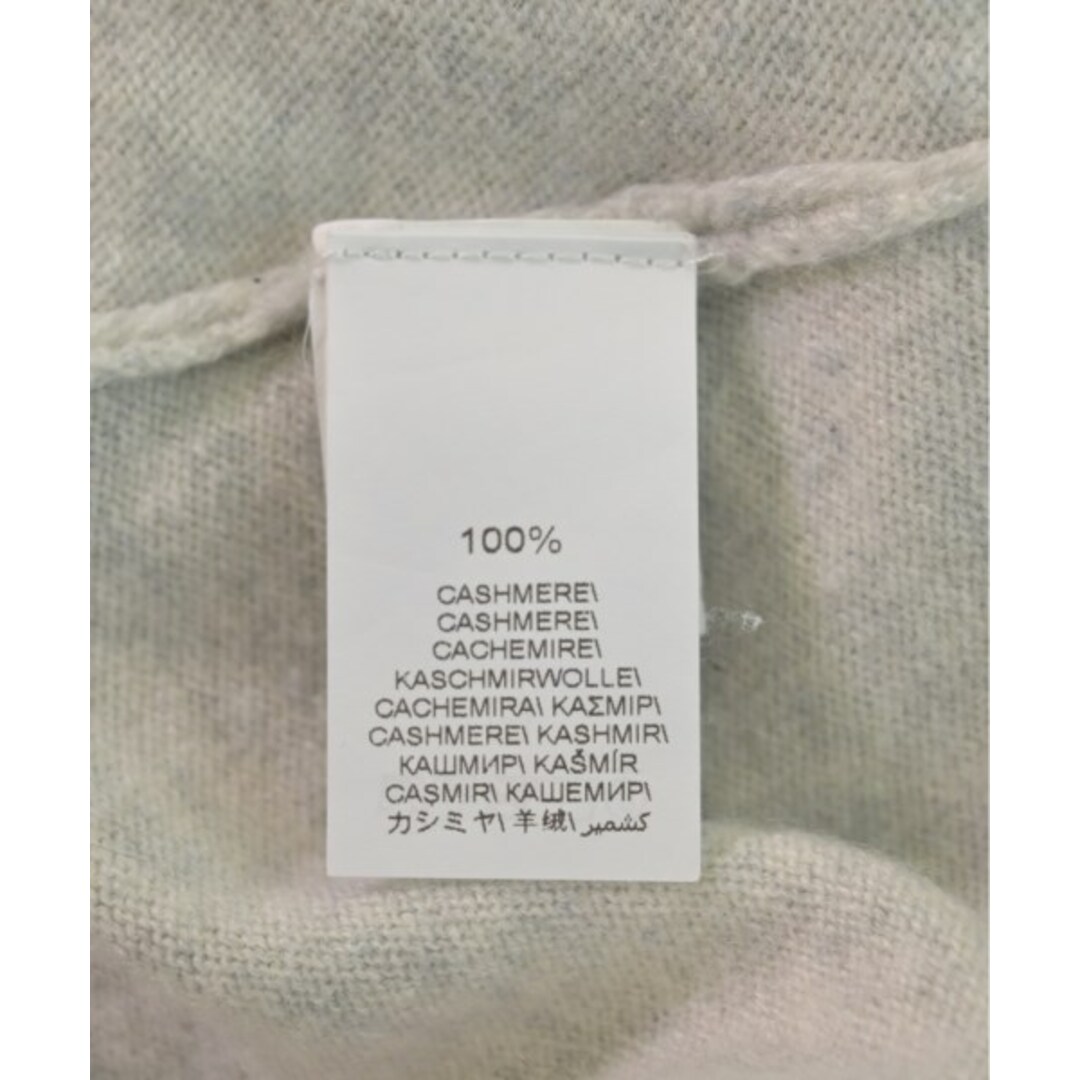 100%
CASHMERE\
CASHMERE\
CACHEMIRE\
KASCHMIRWOLLE\
CACHEMIRA\ ΚΑΣΜΙΡ\
CASHMERE\ KASHMIR\
КАШМИР\ KAŠMÍR
CAŞMIR\ КАШЕМИР\
カシミヤ\ 羊绒\ كشمير